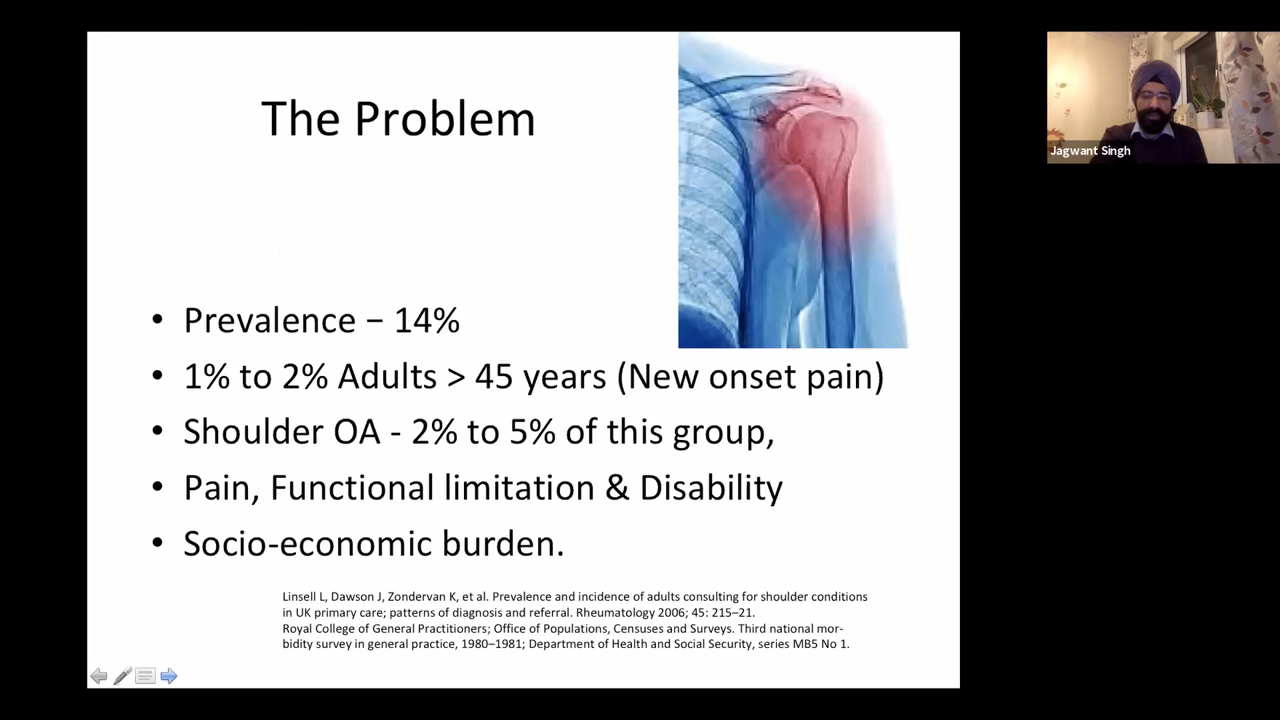 The Problem
• Prevalence – 14%
• 1% to 2% Adults > 45 years (New onset pain)
• Shoulder OA - 2% to 5% of this group,
• Pain, Functional limitation & Disability
• Socio-economic burden.
Linsell L, Dawson J, Zondervan K, et al. Prevalence and incidence of adults consulting for shoulder conditions
in UK primary care; patterns of diagnosis and referral. Rheumatology 2006; 45: 215–21.
Royal College of General Practitioners; Office of Populations, Censuses and Surveys. Third national mor-
bidity survey in general practice, 1980–1981; Department of Health and Social Security, series MB5 No 1.
Jagwant Singh